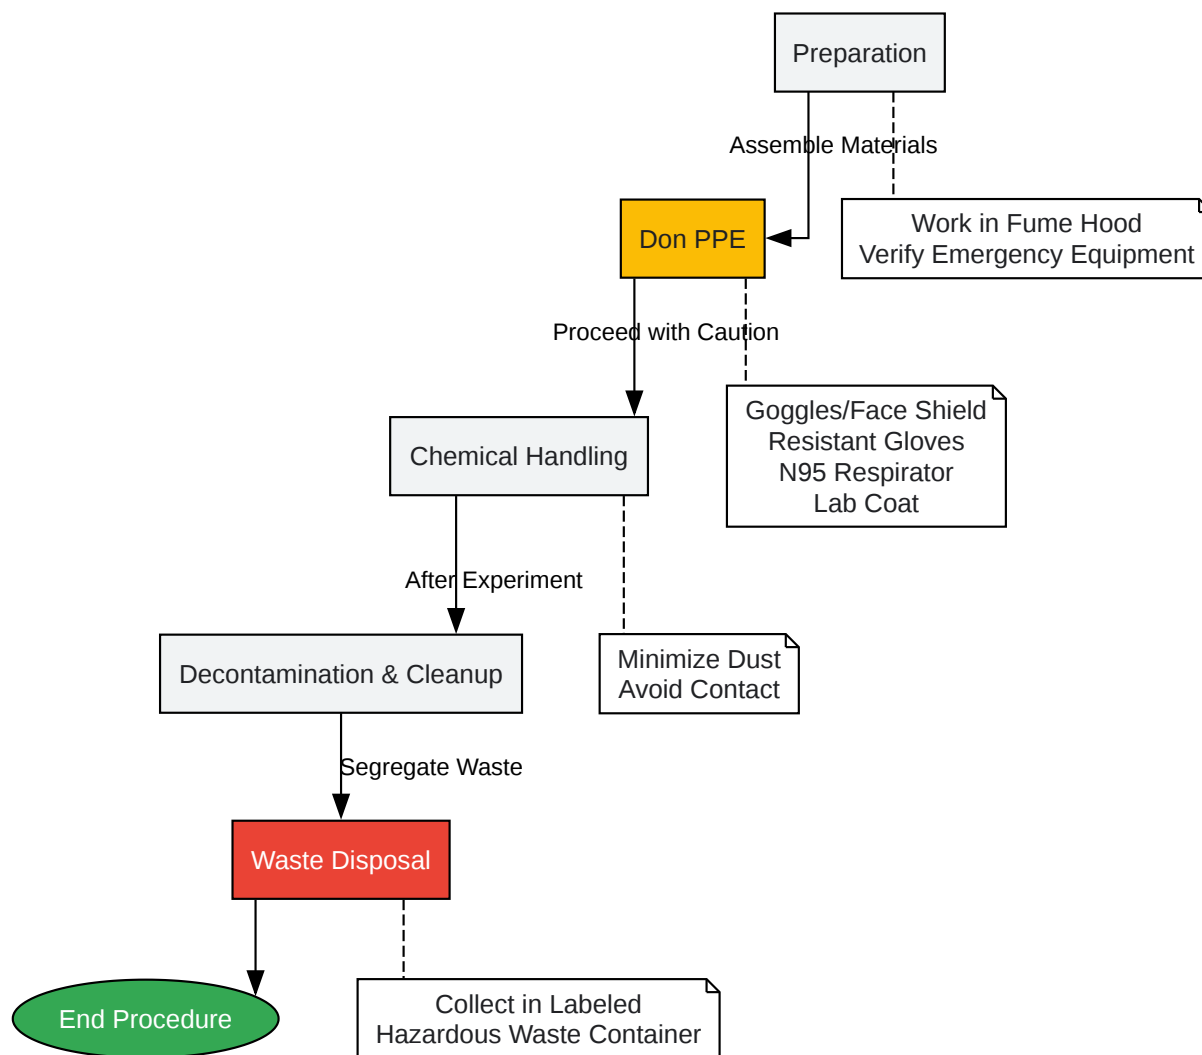 Preparation
Assemble Materials
Work in Fume Hood
Verify Emergency Equipment
Don PPE
Proceed with Caution
Goggles/Face Shield
Resistant Gloves
N95 Respirator
Lab Coat
Chemical Handling
After Experiment
Minimize Dust
Avoid Contact
Decontamination & Cleanup
Segregate Waste
Waste Disposal
Collect in Labeled
Hazardous Waste Container
End Procedure